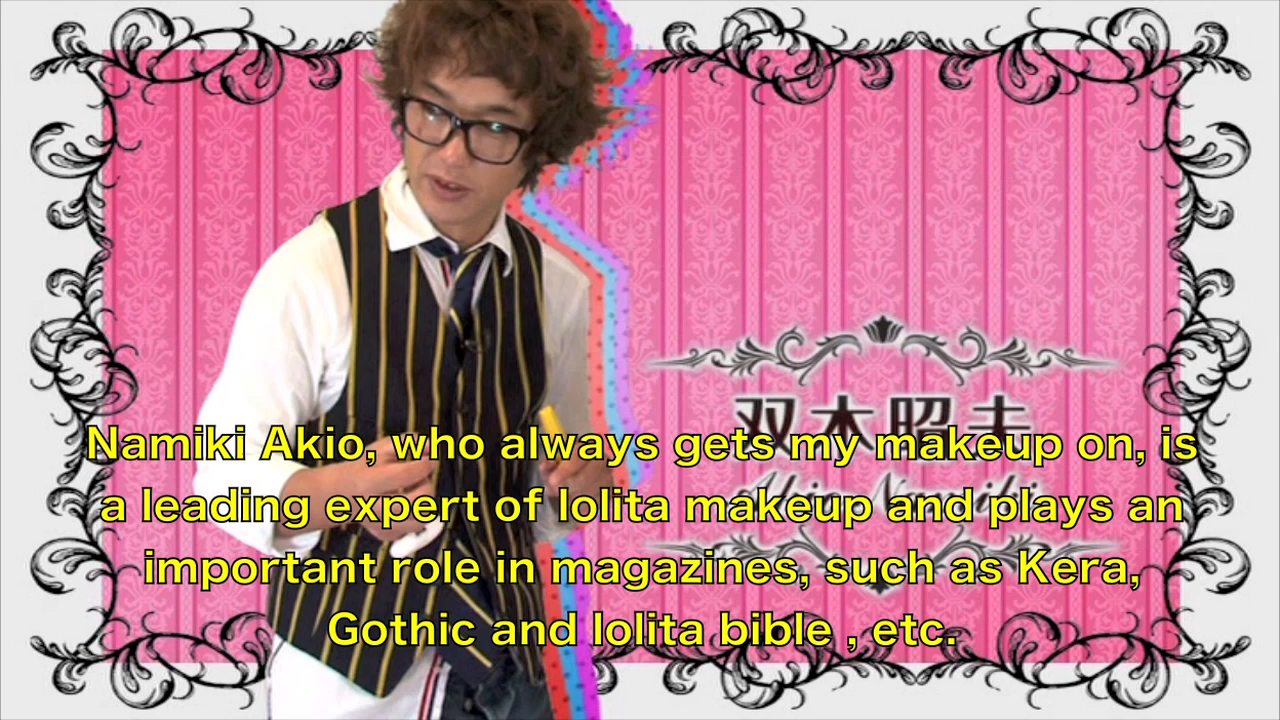 双木照夫
Namiki Akio, who always gets my makeup on, is
a leading expert of lolita makeup and plays an
important role in magazines, such as Kera,
Gothic and lolita bible , etc.